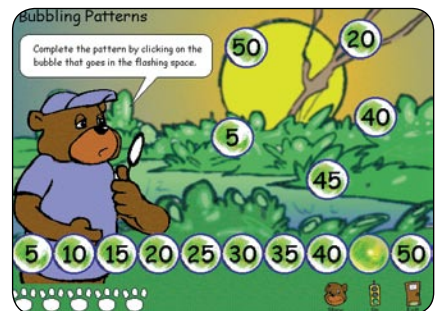 Bubbling Patterns
Complete the pattern by clicking on the
bubble that goes in the flashing space.
50
20
40
5
45
5 10 15 20 25 30 35 40 50